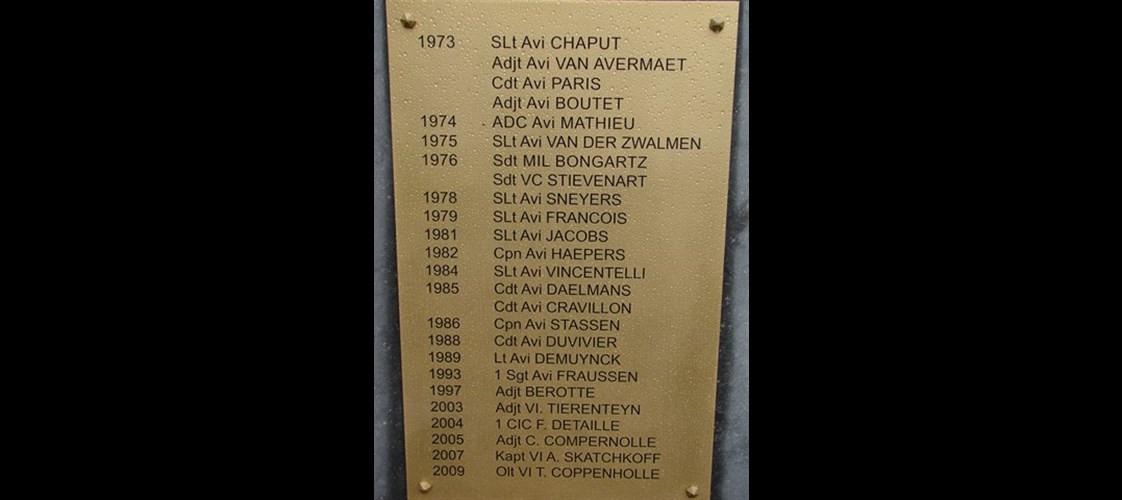 1973 SLt Avi CHAPUT
Adjt Avi VAN AVERMAET
Cdt Avi PARIS
Adjt Avi BOUTET
1974 ADC Avi MATHIEU
1975 SLt Avi VAN DER ZWALMEN
1976 Sdt MIL BONGARTZ
Sdt VC STIEVENART
1978 SLt Avi SNEYERS
1979 SLt Avi FRANCOIS
1981 SLt Avi JACOBS
1982 Cpn Avi HAEPERS
1984 SLt Avi VINCENTELLI
1985 Cdt Avi DAELMANS
Cdt Avi CRAVILLON
1986 Cpn Avi STASSEN
1988 Cdt Avi DUVIVIER
1989 Lt Avi DEMUYNCK
1993 1 Sgt Avi FRAUSSEN
1997 Adjt BEROTTE
2003 Adjt VI. TIERENTEYN
2004 1 CIC F. DETAILLE
2005 Adjt C. COMPERNOLLE
2007 Kapt VI A. SKATCHKOFF
2009 Olt VI T. COPPENHOLLE